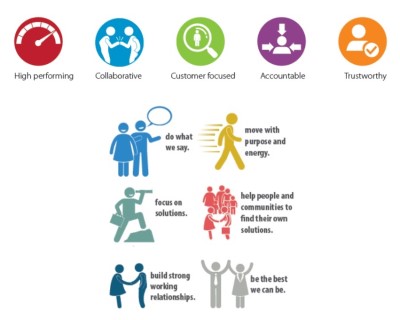 High performing
Collaborative
Customer focused
Accountable
Trustworthy
do what
we say.
move with
purpose and
energy.
focus on
solutions.
help people and
communities to
find their own
solutions.
build strong
working
relationships.
be the best
we can be.